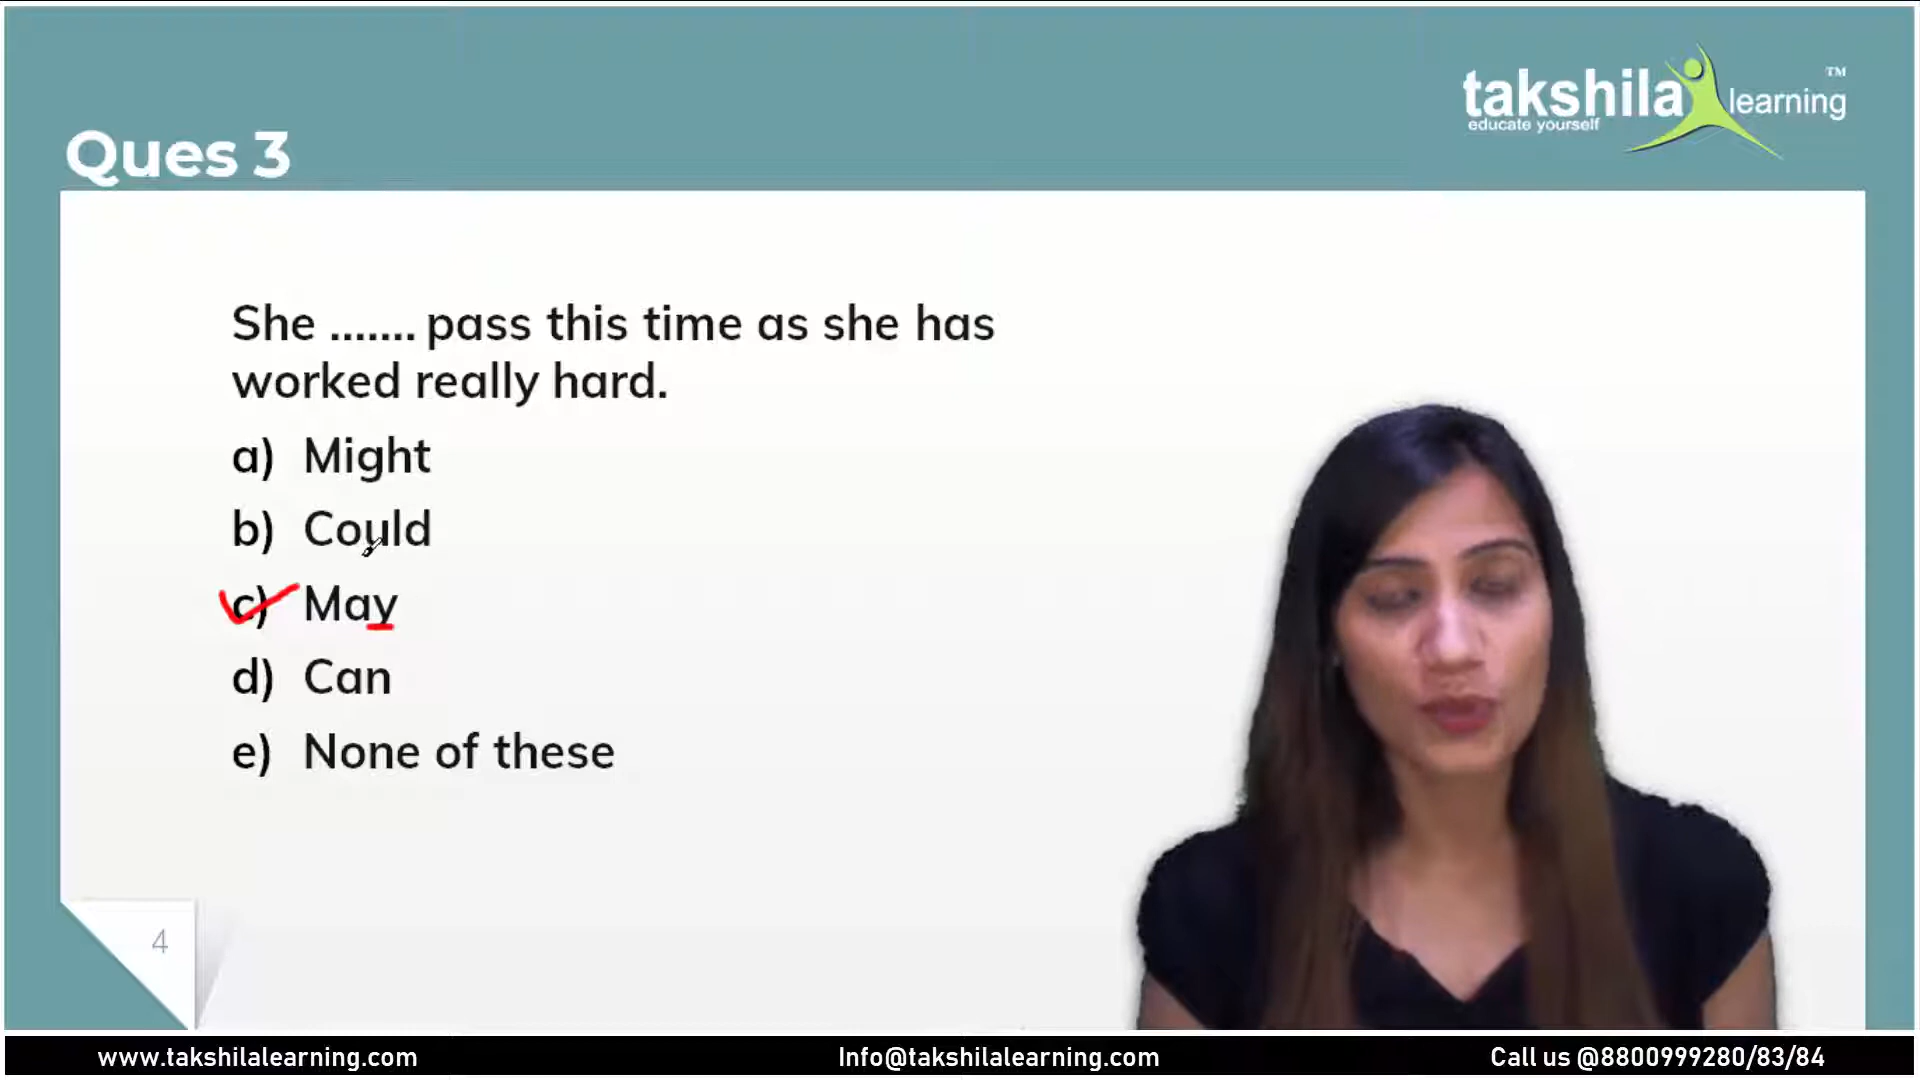 takshila learning ™
educate yourself
Ques 3
She ....... pass this time as she has
worked really hard.
a) Might
b) Could
c) May
d) Can
e) None of these
4
www.takshilalearning.com Info@takshilalearning.com Call us @8800999280/83/84